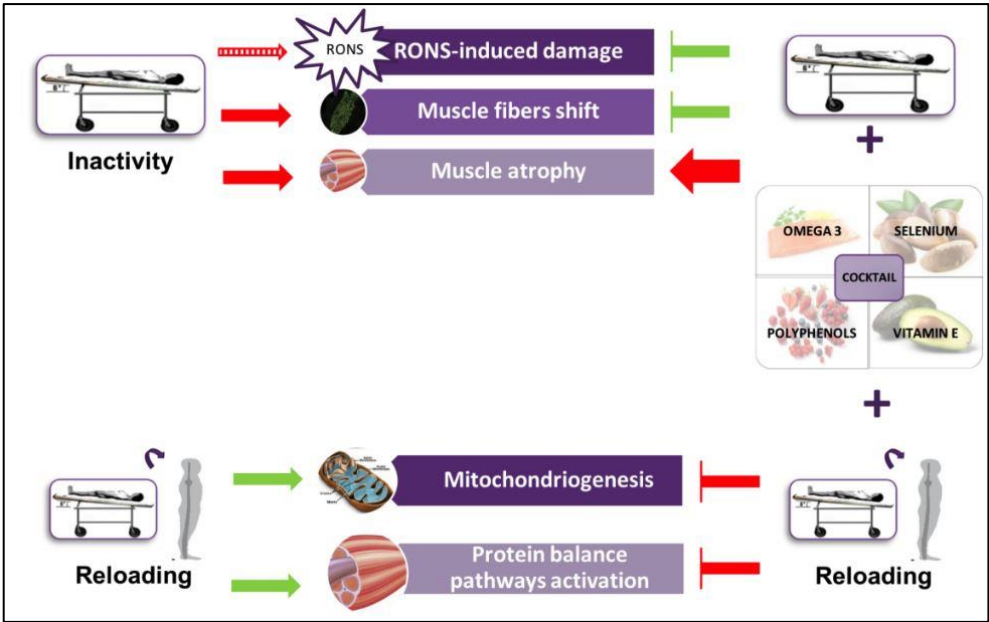 RONS
RONS-induced damage
Muscle fibers shift
Inactivity
Muscle atrophy
+
OMEGA 3
SELENIUM
COCKTAIL
POLYPHENOLS
VITAMIN E
+
Mitochondriogenesis
Protein balance
pathways activation
Reloading
Reloading